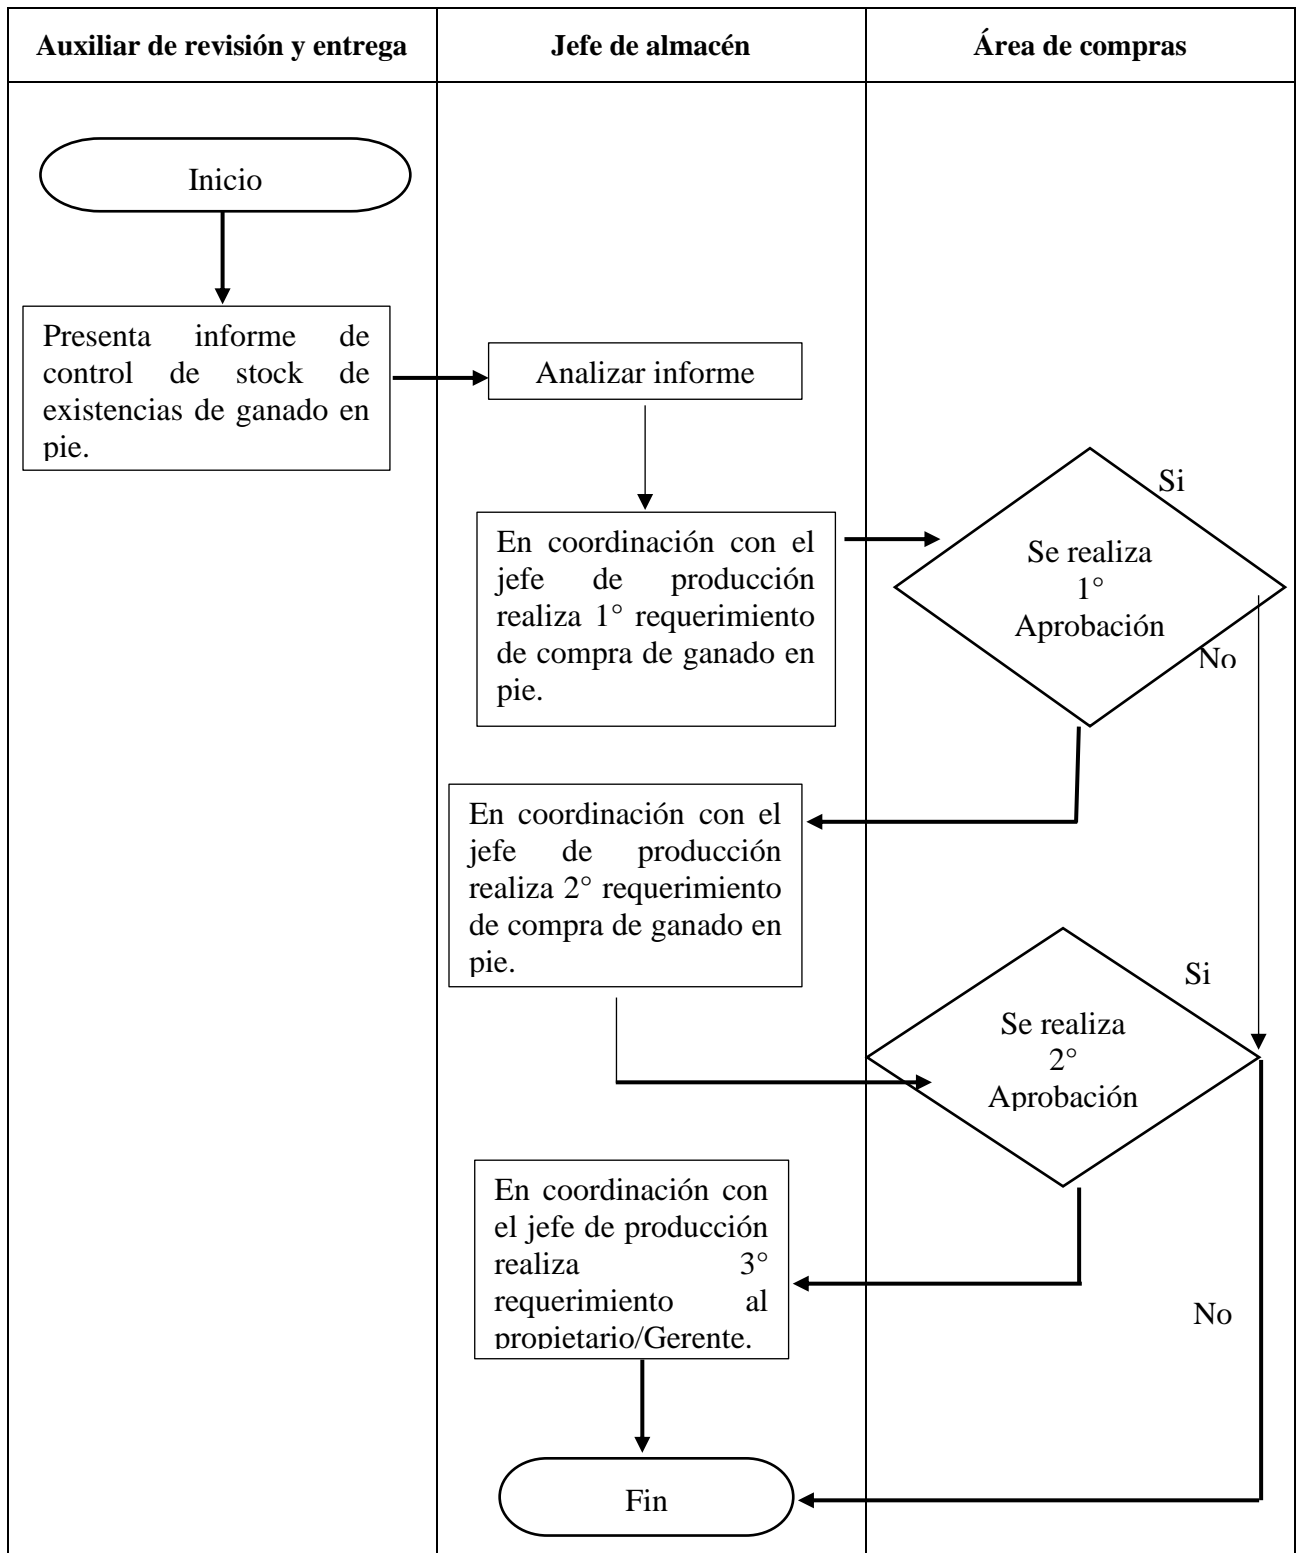 Auxiliar de revisión y entrega
Jefe de almacén
Área de compras
Inicio
Presenta informe de
control de stock de
existencias de ganado en
pie.
Analizar informe
Si
En coordinación con el
jefe de producción
realiza 1° requerimiento
de compra de ganado en
pie.
Se realiza
1°
Aprobación
No
En coordinación con el
jefe de producción
realiza 2° requerimiento
de compra de ganado en
pie.
Si
Se realiza
2°
Aprobación
En coordinación con
el jefe de producción
realiza 3°
requerimiento al
propietario/Gerente.
No
Fin